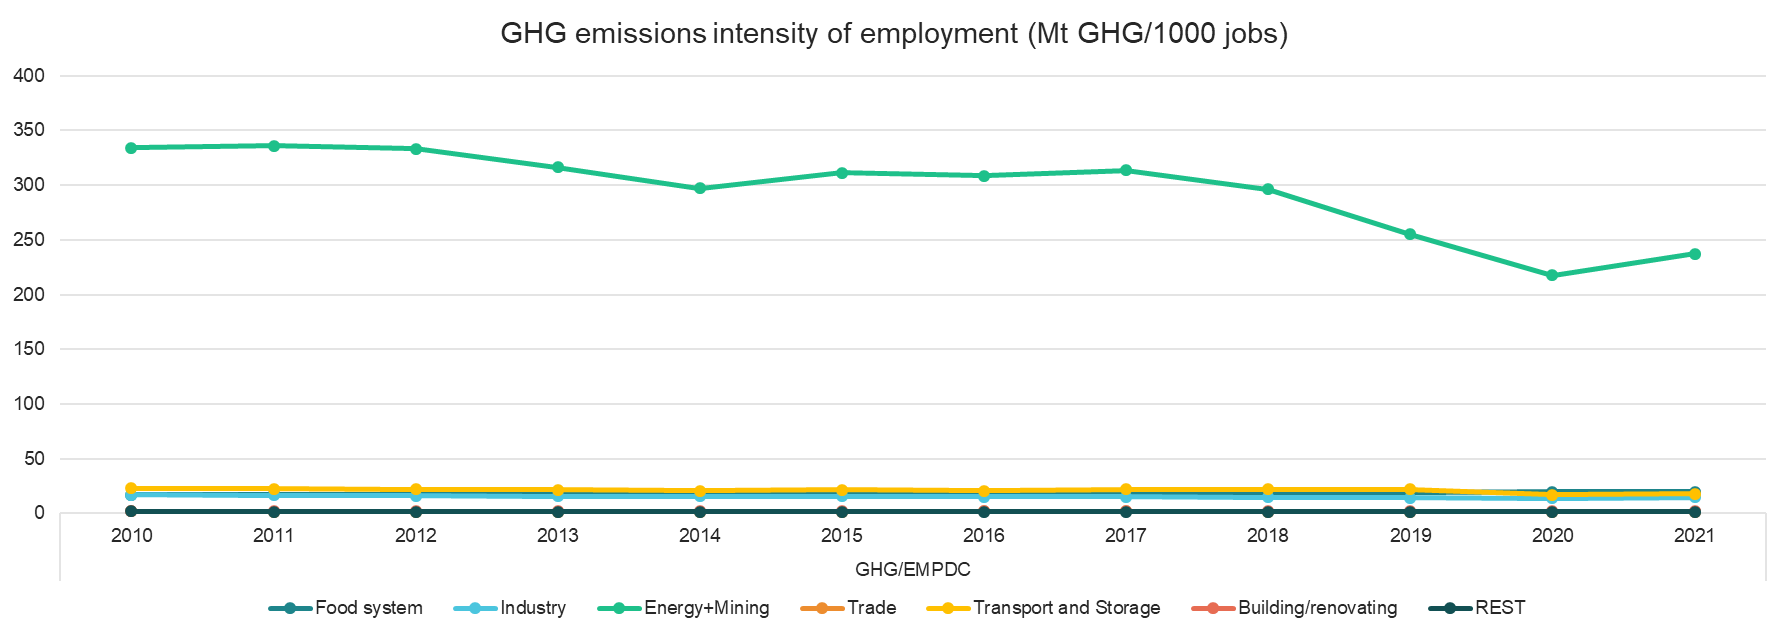 GHG emissions intensity of employment (Mt GHG/1000 jobs)
400
350
300
250
200
150
100
50
0
2010 2011 2012 2013 2014 2015 2016 2017 2018 2019 2020 2021
GHG/EMPDC
Food system Industry Energy+Mining Trade Transport and Storage Building/renovating REST